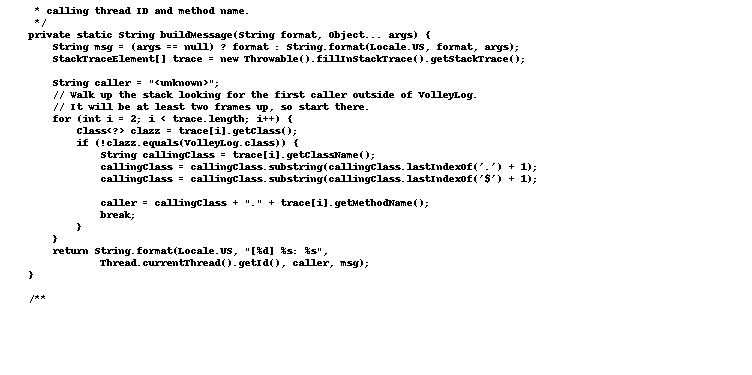 * calling thread ID and method name.
*/
private static String buildMessage(String format, Object... args) {
String msg = (args == null) ? format : String.format(Locale.US, format, args);
StackTraceElement[] trace = new Throwable().fillInStackTrace().getStackTrace();
String caller = "<unknown>";
// Walk up the stack looking for the first caller outside of VolleyLog.
// It will be at least two frames up, so start there.
for (int i = 2; i < trace.length; i++) {
Class<?> clazz = trace[i].getClass();
if (!clazz.equals(VolleyLog.class)) {
String callingClass = trace[i].getClassName();
callingClass = callingClass.substring(callingClass.lastIndexOf('.') + 1);
callingClass = callingClass.substring(callingClass.lastIndexOf('$') + 1);
caller = callingClass + "." + trace[i].getMethodName();
break;
}
}
return String.format(Locale.US, "[%d] %s: %s",
Thread.currentThread().getId(), caller, msg);
}
/**